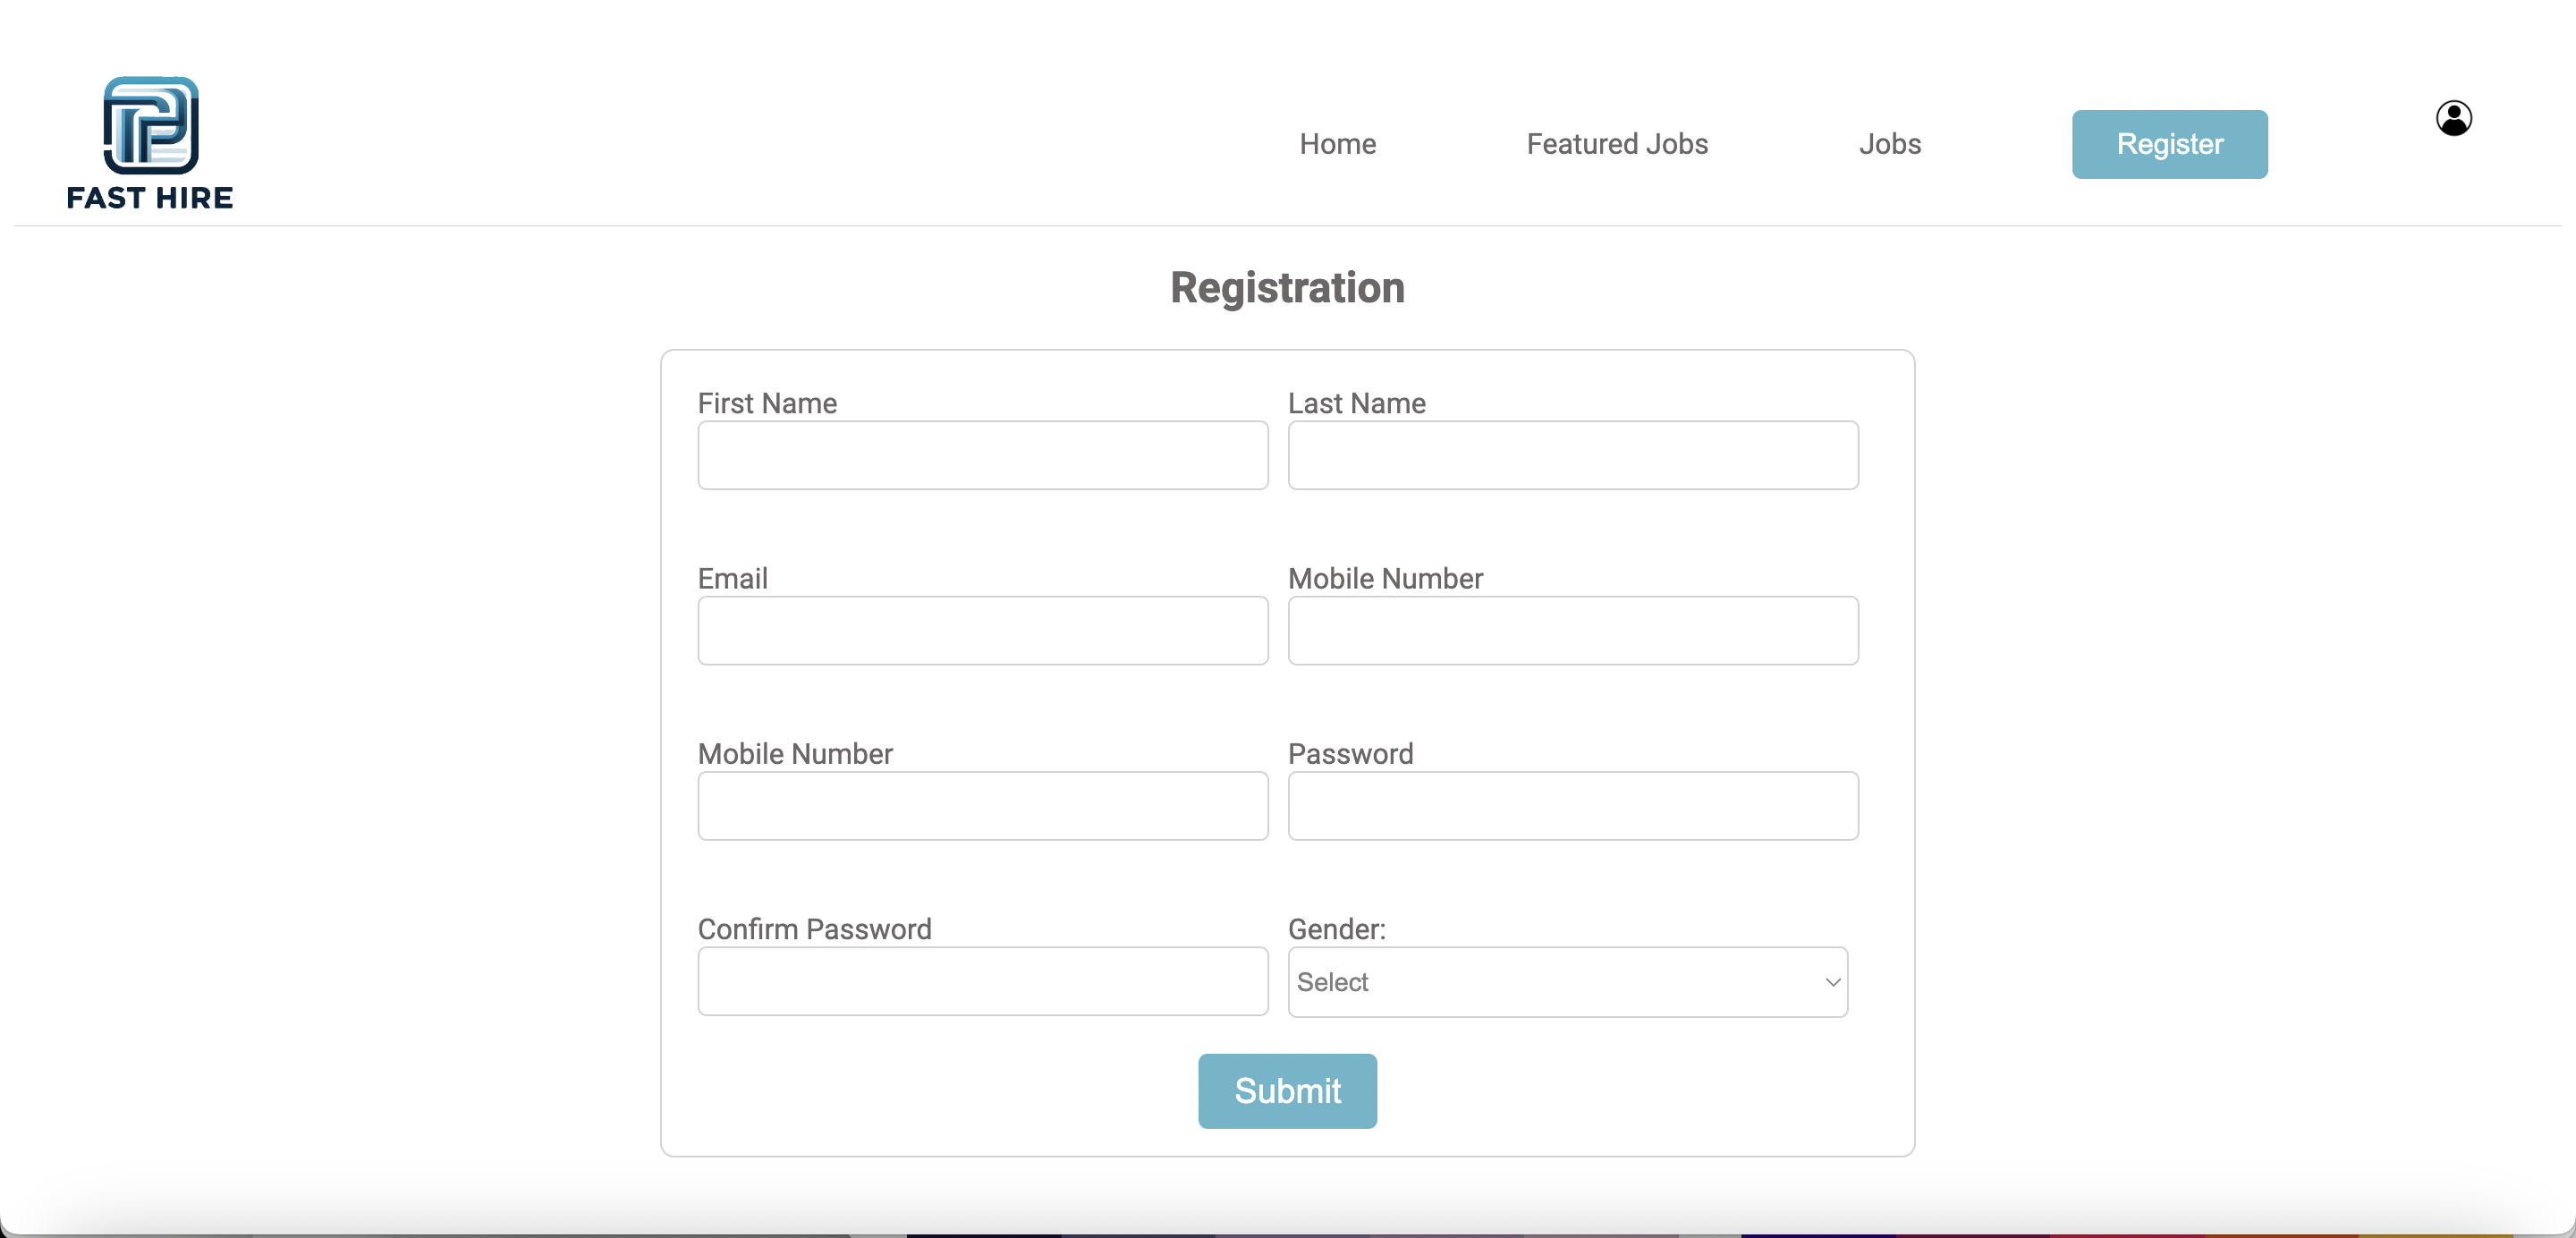 FAST HIRE
Home Featured Jobs Jobs Register
Registration
First Name Last Name
Email Mobile Number
Mobile Number Password
Confirm Password Gender:
Select
Submit